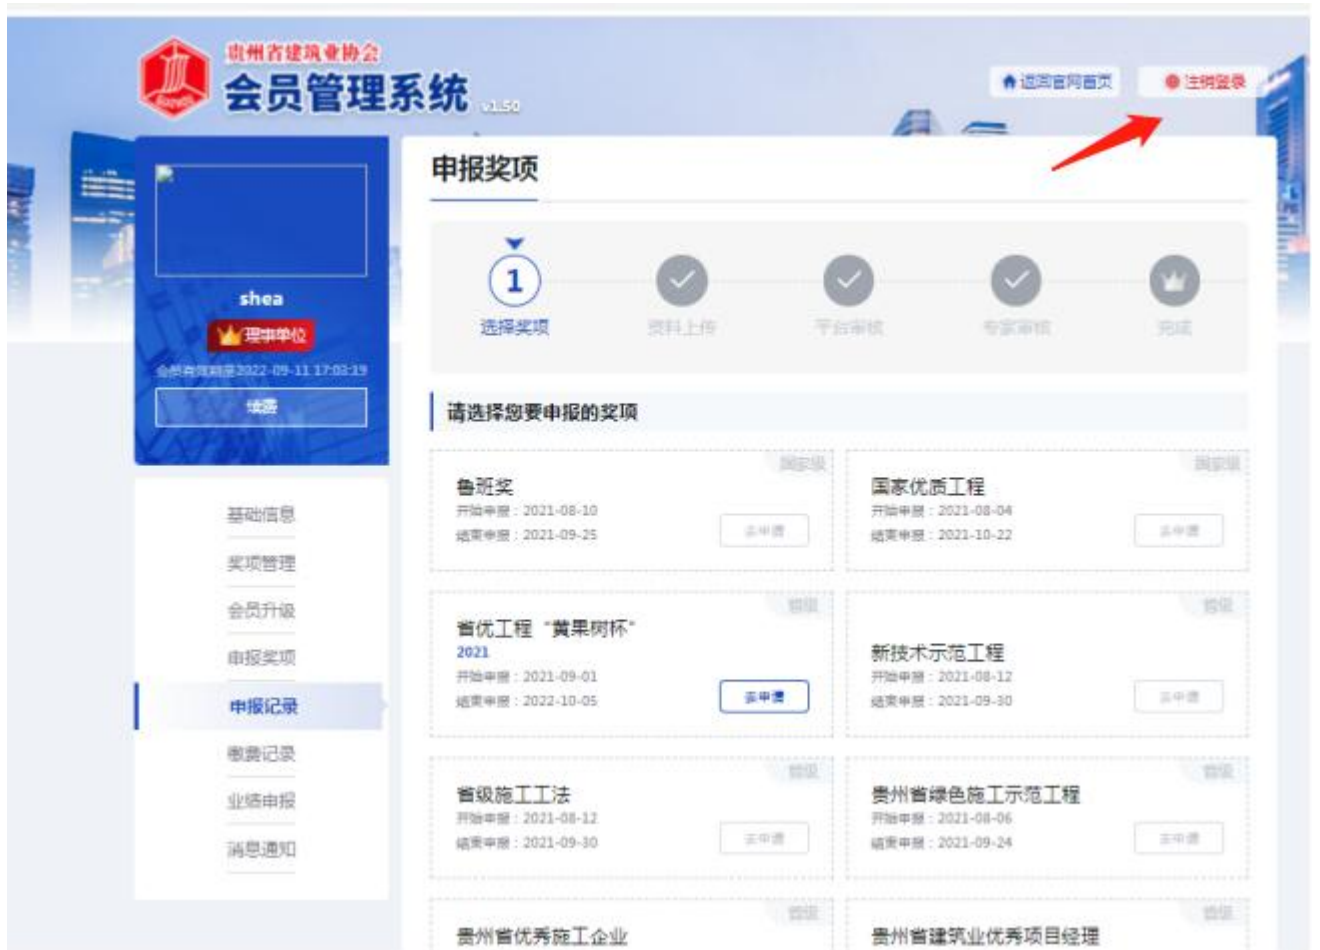 贵州省建筑业协会
会员管理系统 v1.50
返回官网首页
注销登录
shea
理事单位
会员有效期至2022-09-11 17:03:19
续费
基础信息
奖项管理
会员升级
申报奖项
申报记录
缴费记录
业绩申报
消息通知
申报奖项
1
选择奖项
资料上传
平台审核
专家审核
完成
请选择您要申报的奖项
国家级
鲁班奖
开始申报：2021-08-10
结束申报：2021-09-25
去申请
国家级
国家优质工程
开始申报：2021-08-04
结束申报：2021-10-22
去申请
省级
省优工程“黄果树杯”
2021
开始申报：2021-09-01
结束申报：2022-10-05
去申请
省级
新技术示范工程
开始申报：2021-08-12
结束申报：2021-09-30
去申请
省级
省级施工工法
开始申报：2021-08-12
结束申报：2021-09-30
去申请
省级
贵州省绿色施工示范工程
开始申报：2021-08-06
结束申报：2021-09-24
去申请
省级
贵州省优秀施工企业
省级
贵州省建筑业优秀项目经理